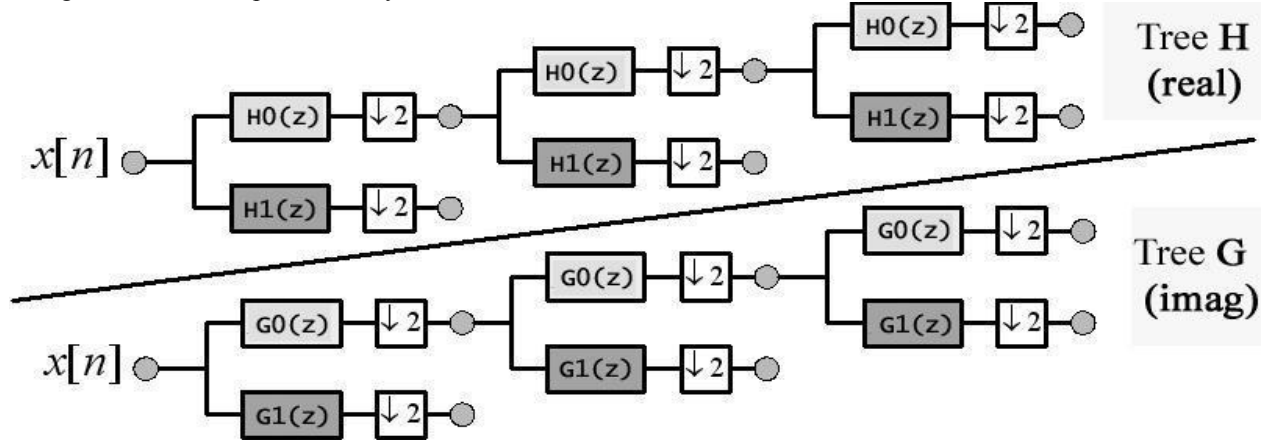 H0(z) ↓2
Tree H
(real)
H0(z) ↓2
H0(z) ↓2
H1(z) ↓2
x[n]
H1(z) ↓2
H1(z) ↓2
G0(z) ↓2
Tree G
(imag)
G0(z) ↓2
G0(z) ↓2
G1(z) ↓2
x[n]
G1(z) ↓2
G1(z) ↓2